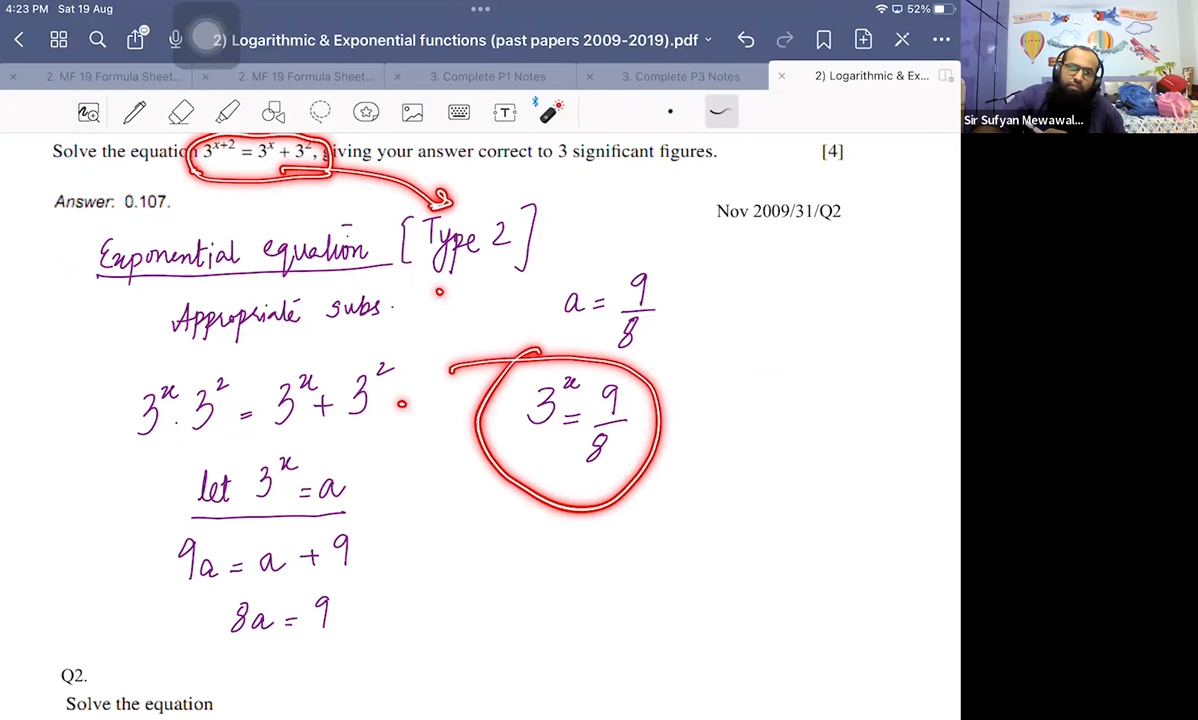 4:23 PM Sat 19 Aug
52%
2) Logarithmic & Exponential functions (past papers 2009-2019).pdf
2. MF 19 Formula Sheet...
2. MF 19 Formula Sheet...
3. Complete P1 Notes
3. Complete P3 Notes
2) Logarithmic & Ex...
Sir Sufyan Mewawal...
Solve the equation 3^{x+2} = 3^x + 3^2, giving your answer correct to 3 significant figures. [4]
Answer: 0.107.
Nov 2009/31/Q2
Exponential equation [Type 2]
Appropriate subs.
3^x . 3^2 = 3^x + 3^2
let 3^x = a
9a = a + 9
8a = 9
a = 9/8
3^x = 9/8
Q2.
Solve the equation